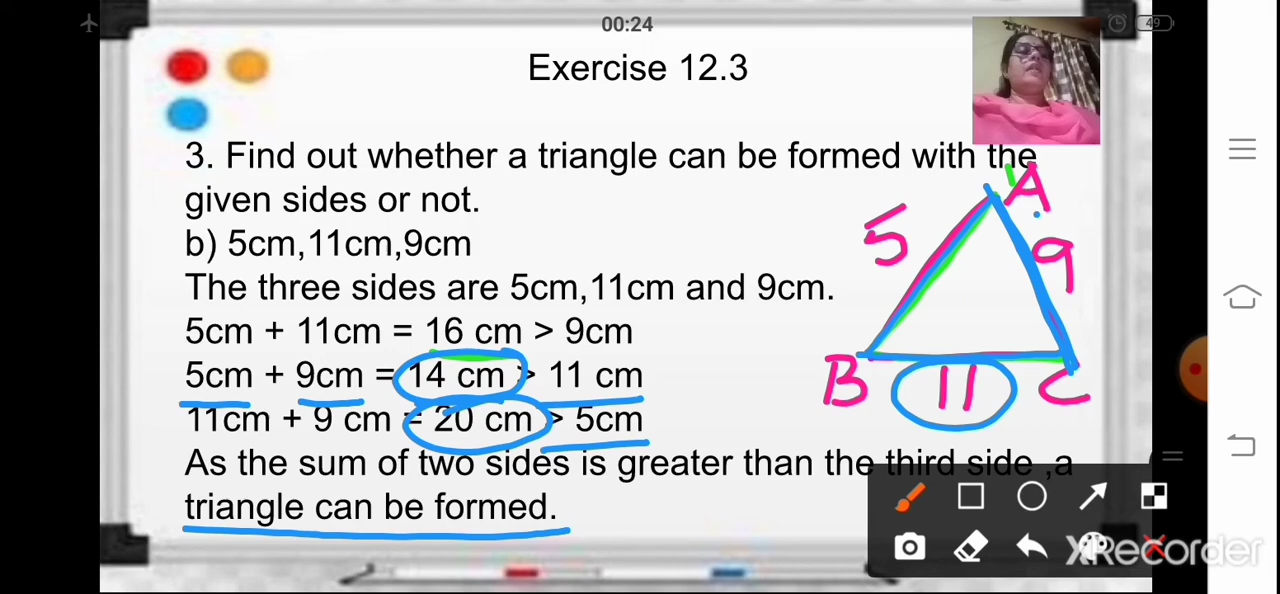 00:24
49
Exercise 12.3
3. Find out whether a triangle can be formed with the
given sides or not.
b) 5cm,11cm,9cm
The three sides are 5cm,11cm and 9cm.
5cm + 11cm = 16 cm > 9cm
5cm + 9cm = 14 cm > 11 cm
11cm + 9 cm = 20 cm > 5cm
As the sum of two sides is greater than the third side ,a
triangle can be formed.
A
5
9
B
11
C
XRecorder